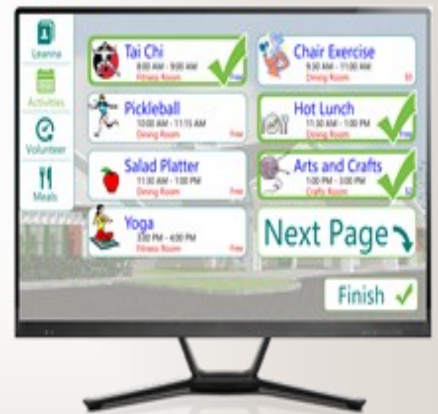 Leanna
Activities
Volunteer
Meals
Tai Chi
8:00 AM - 9:00 AM
Fitness Room
Free
Chair Exercise
9:30 AM - 11:00 AM
Dining Room
Pickleball
10:00 AM - 11:15 AM
Dining Room
Free
Hot Lunch
11:30 AM - 1:00 PM
Dining Room
Free
Salad Platter
11:30 AM - 1:00 PM
Dining Room
Free
Arts and Crafts
1:00 PM - 3:00 PM
Crafts Room
Yoga
3:00 PM - 4:00 PM
Fitness Room
Free
Next Page
Finish